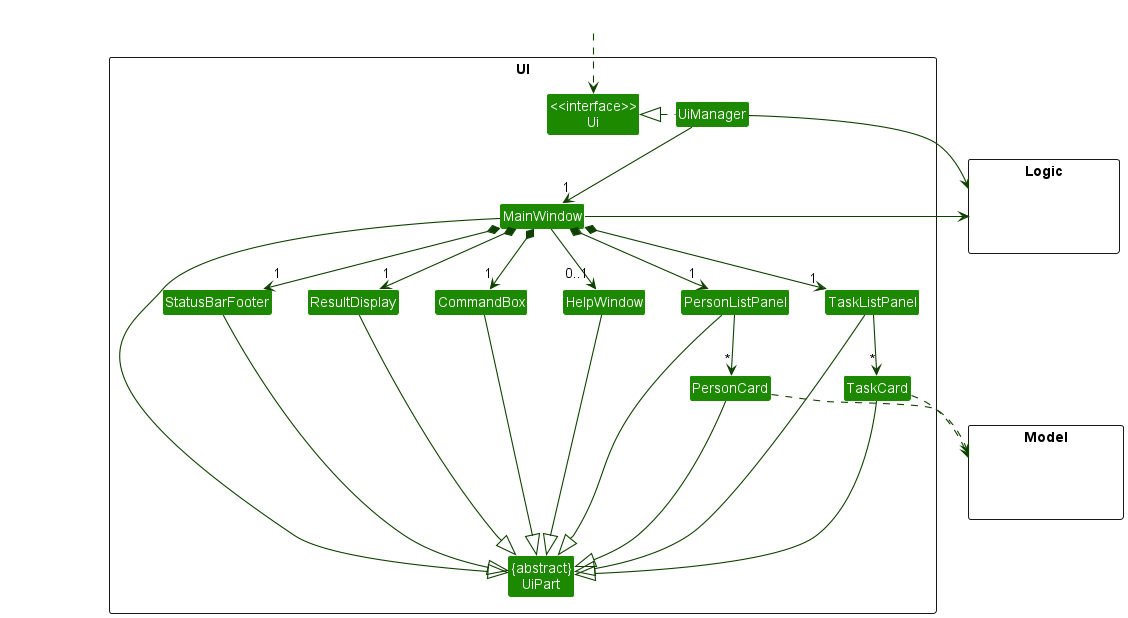 UI
<<interface>>
Ui
UiManager
Logic
1
MainWindow
1
1
1
0..1
1
1
StatusBarFooter
ResultDisplay
CommandBox
HelpWindow
PersonListPanel
TaskListPanel
*
*
PersonCard
TaskCard
Model
{abstract}
UiPart